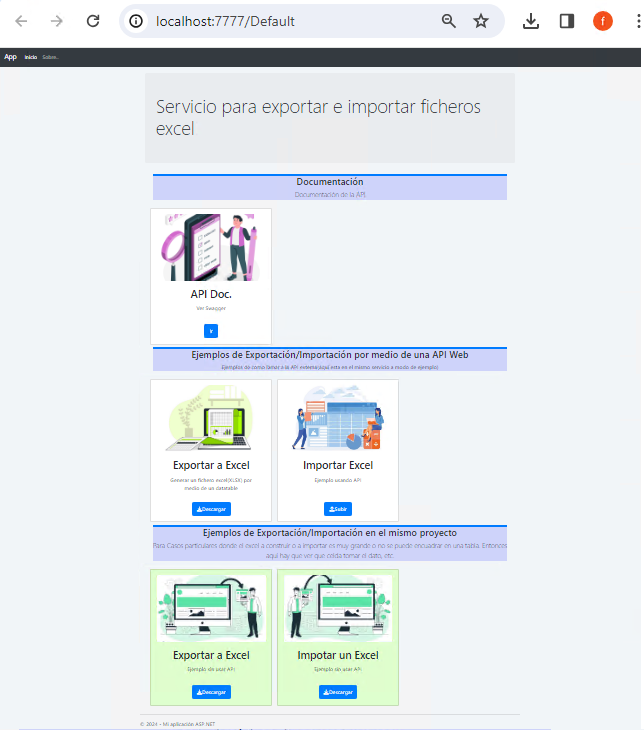 localhost:7777/Default
f
App Inicio Sobre..
Servicio para exportar e importar ficheros
excel
Documentación
Documentación de la API.
API Doc.
Ver Swagger
Ejemplos de Exportación/Importación por medio de una API Web
Ejemplos de como llamar a la API externa(aquí esta en el mismo servicio a modo de ejemplo)
Exportar a Excel
Generar un fichero excel(XLSX) por
medio de un datatable
Descargar
Importar Excel
Ejemplo usando API
Subir
Ejemplos de Exportación/Importación en el mismo proyecto
Para Casos particulares donde el excel a construir o a importar es muy grande o no se puede encuadrar en una tabla. Entonces
aquí hay que ver que celda tomar el dato, etc.
Exportar a Excel
Ejemplo sin usar API
Descargar
Impotar un Excel
Ejemplo sin usar API
Descargar
© 2024 - Mi aplicación ASP.NET